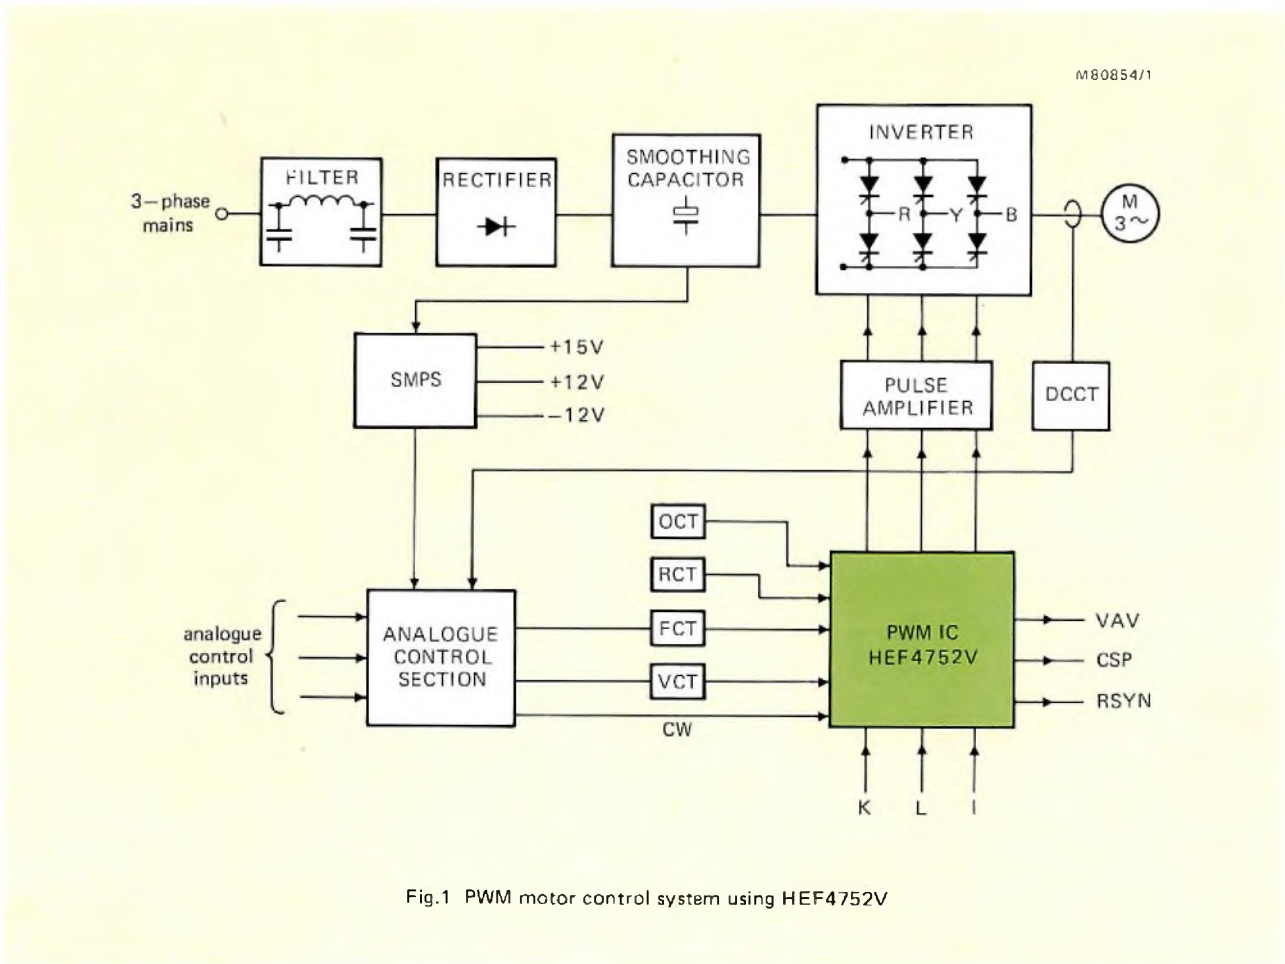 M80854/1
FILTER
RECTIFIER
SMOOTHING
CAPACITOR
INVERTER
R Y B
3-phase
mains
M
3~
SMPS
+15V
+12V
-12V
PULSE
AMPLIFIER
DCCT
OCT
RCT
FCT
VCT
CW
analogue
control
inputs
ANALOGUE
CONTROL
SECTION
PWM IC
HEF4752V
VAV
CSP
RSYN
K L I
Fig.1 PWM motor control system using HEF4752V